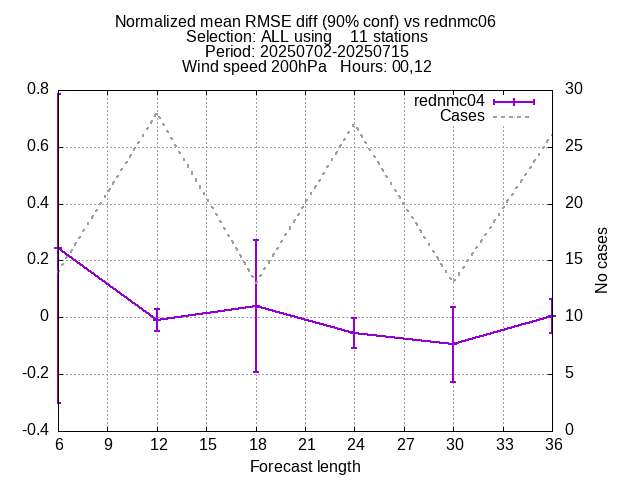 Normalized mean RMSE diff (90% conf) vs rednmc06
Selection: ALL using    11 stations
Period: 20250702-20250715
Wind speed 200hPa   Hours: 00,12
rednmc04
Cases
0.8
0.6
0.4
0.2
0
-0.2
-0.4
30
25
20
15
10
5
0
No cases
6 9 12 15 18 21 24 27 30 33 36
Forecast length